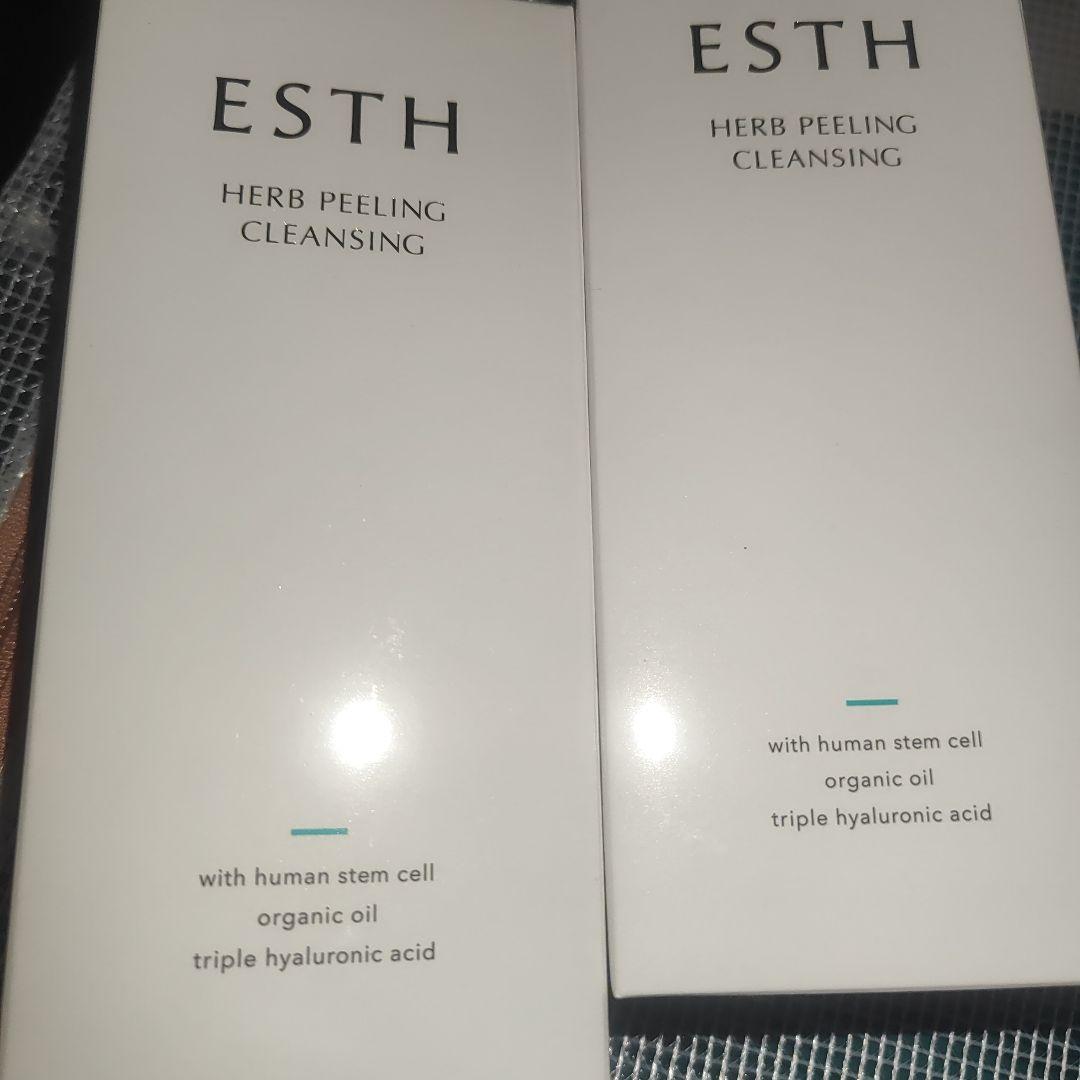 ESTH
HERB PEELING
CLEANSING
with human stem cell
organic oil
triple hyaluronic acid
ESTH
HERB PEELING
CLEANSING
with human stem cell
organic oil
triple hyaluronic acid